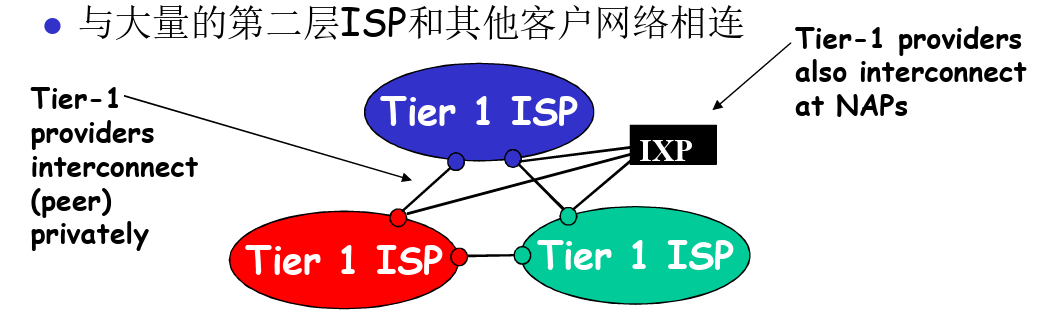 ● 与大量的第二层ISP和其他客户网络相连
Tier-1 providers
also interconnect
at NAPs
Tier-1
providers
interconnect
(peer)
privately
Tier 1 ISP
IXP
Tier 1 ISP
Tier 1 ISP